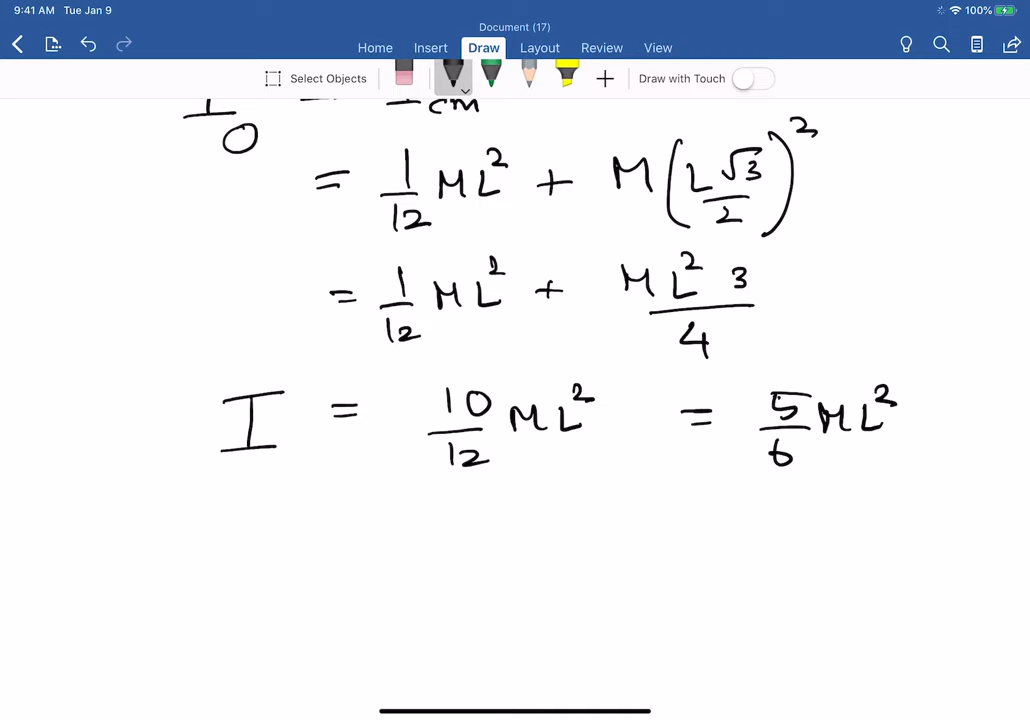 9:41 AM Tue Jan 9 100%
Document (17)
Home Insert Draw Layout Review View
Select Objects Draw with Touch
I₀ = I cm
= 1/12 ML² + M(L√3/2)²
= 1/12 ML² + ML² 3/4
I = 10/12 ML² = 5/6 ML²